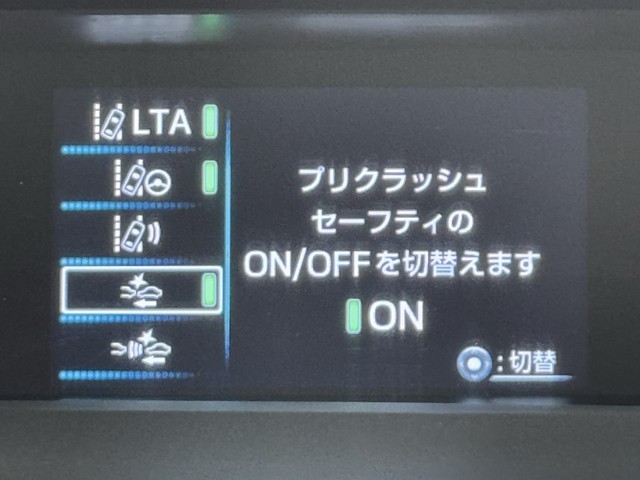 LTA
プリクラッシュ
セーフティの
ON/OFFを切替えます
ON
:切替